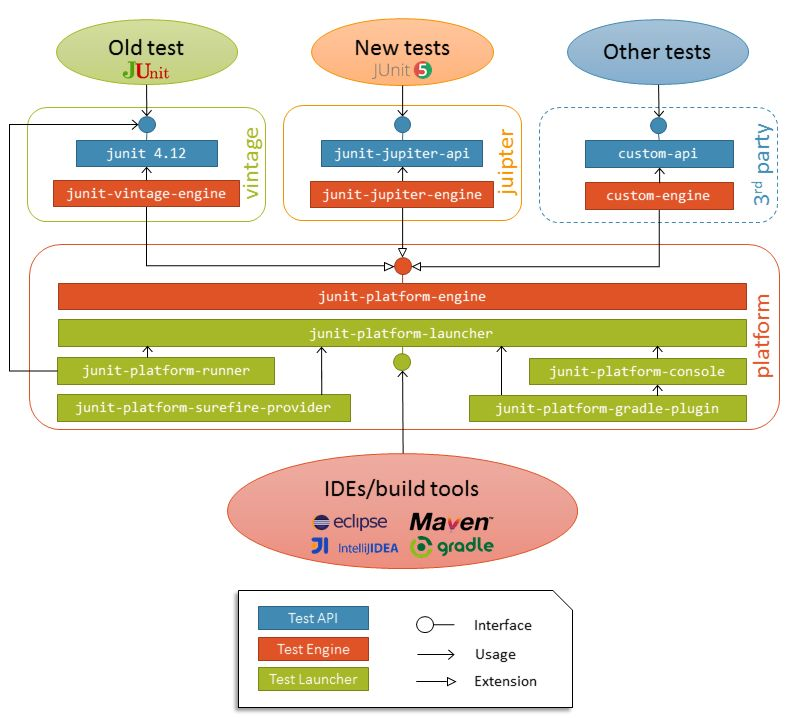 Old test
JUnit
New tests
JUnit 5
Other tests
junit 4.12
junit-vintage-engine
vintage
junit-jupiter-api
junit-jupiter-engine
juipter
custom-api
custom-engine
3rd party
junit-platform-engine
junit-platform-launcher
junit-platform-runner
junit-platform-console
junit-platform-surefire-provider
junit-platform-gradle-plugin
platform
IDEs/build tools
eclipse
Maven™
JI IntelliJIDEA
gradle
Test API
Test Engine
Test Launcher
Interface
Usage
Extension